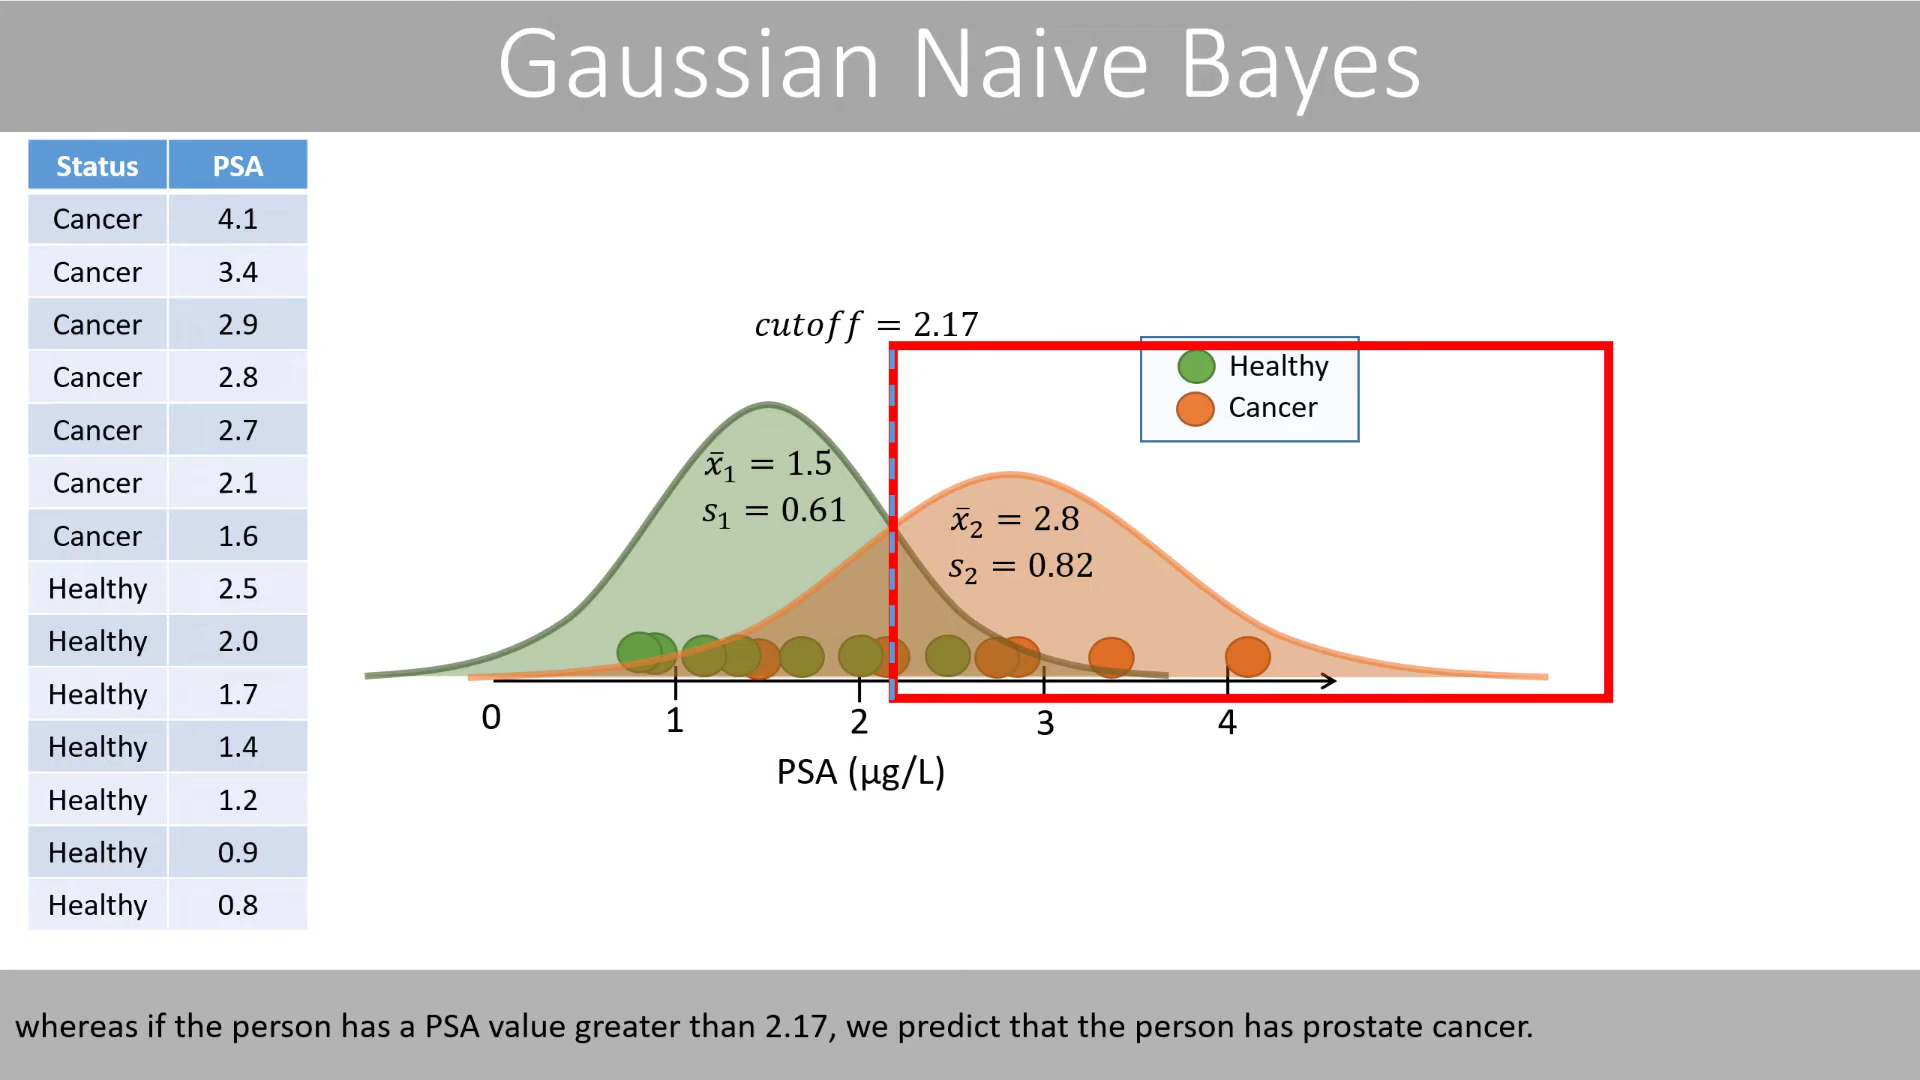 Gaussian Naive Bayes
Status PSA
Cancer 4.1
Cancer 3.4
Cancer 2.9
Cancer 2.8
Cancer 2.7
Cancer 2.1
Cancer 1.6
Healthy 2.5
Healthy 2.0
Healthy 1.7
Healthy 1.4
Healthy 1.2
Healthy 0.9
Healthy 0.8
cutoff = 2.17
Healthy
Cancer
x̄₁ = 1.5
s₁ = 0.61
x̄₂ = 2.8
s₂ = 0.82
0 1 2 3 4
PSA (µg/L)
whereas if the person has a PSA value greater than 2.17, we predict that the person has prostate cancer.